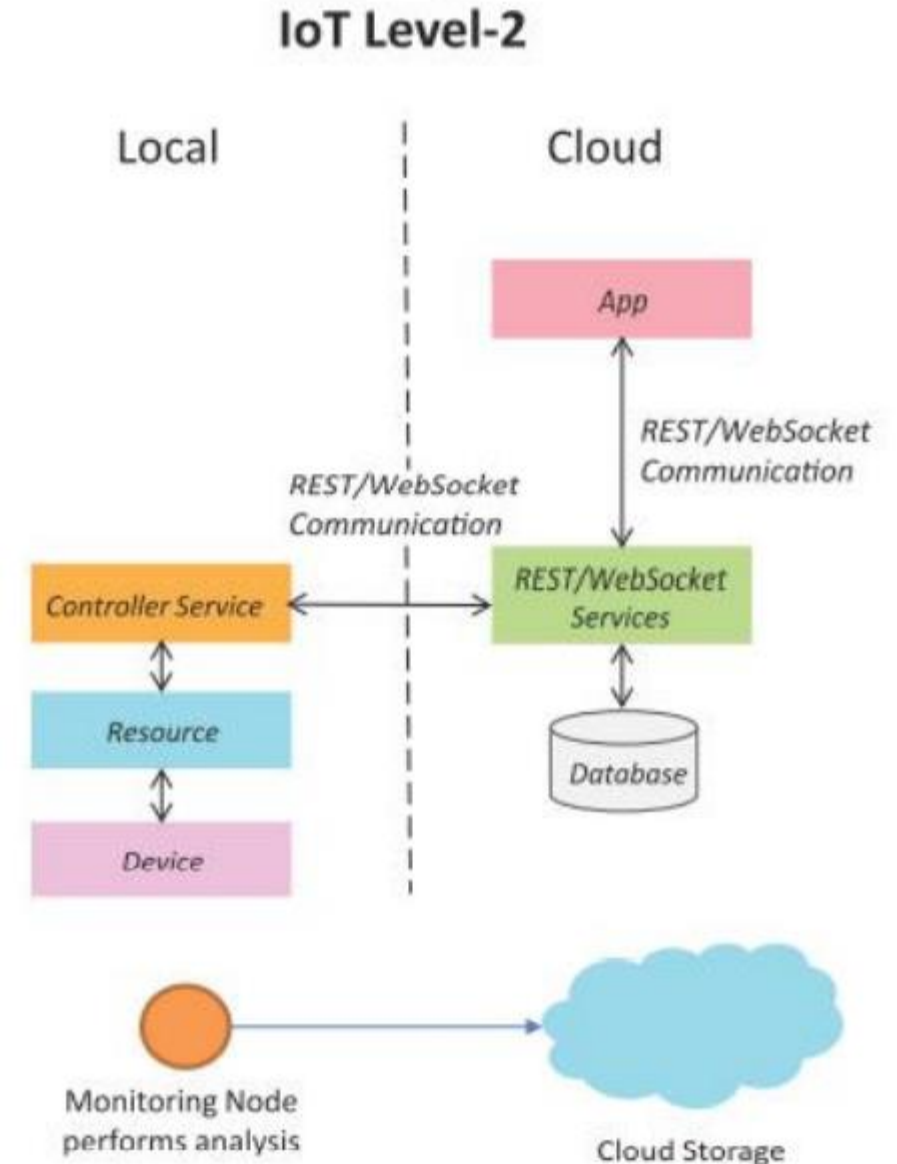 IoT Level-2
Local
Cloud
App
REST/WebSocket
Communication
REST/WebSocket
Communication
Controller Service
REST/WebSocket
Services
Resource
Database
Device
Monitoring Node
performs analysis
Cloud Storage